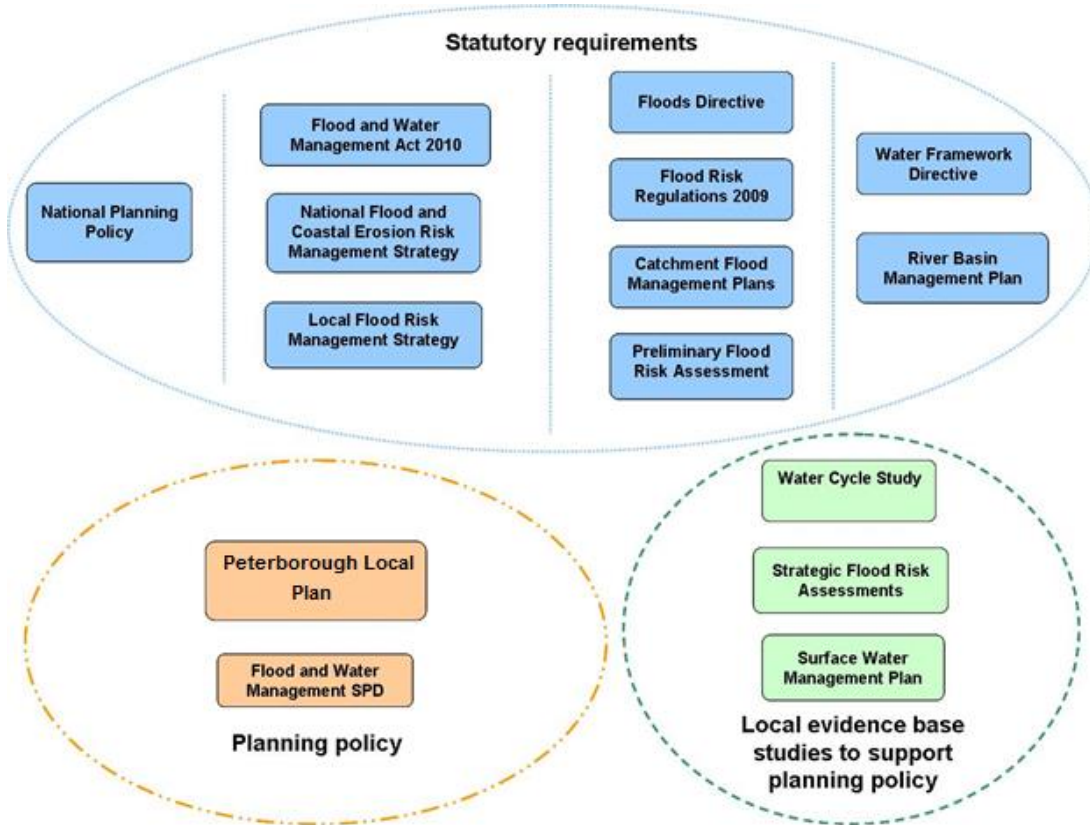 Statutory requirements
National Planning
Policy
Flood and Water
Management Act 2010
National Flood and
Coastal Erosion Risk
Management Strategy
Local Flood Risk
Management Strategy
Floods Directive
Flood Risk
Regulations 2009
Catchment Flood
Management Plans
Preliminary Flood
Risk Assessment
Water Framework
Directive
River Basin
Management Plan
Peterborough Local
Plan
Flood and Water
Management SPD
Planning policy
Water Cycle Study
Strategic Flood Risk
Assessments
Surface Water
Management Plan
Local evidence base
studies to support
planning policy